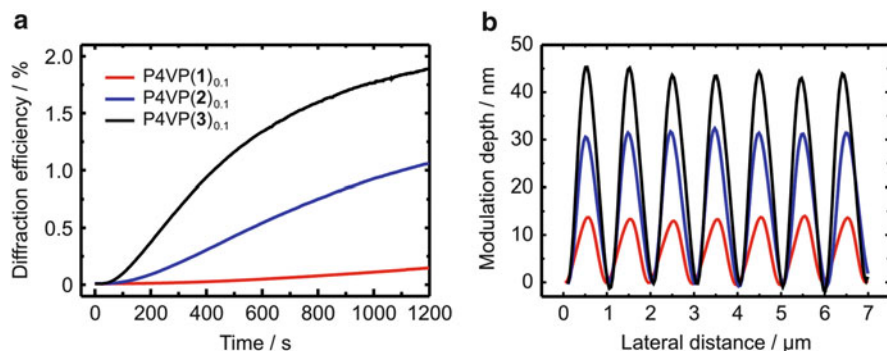 a
Diffraction efficiency / %
2.0
1.5
1.0
0.5
0
P4VP(1)0.1
P4VP(2)0.1
P4VP(3)0.1
0 200 400 600 800 1000 1200
Time / s
b
Modulation depth / nm
50
40
30
20
10
0
0 1 2 3 4 5 6 7
Lateral distance / µm